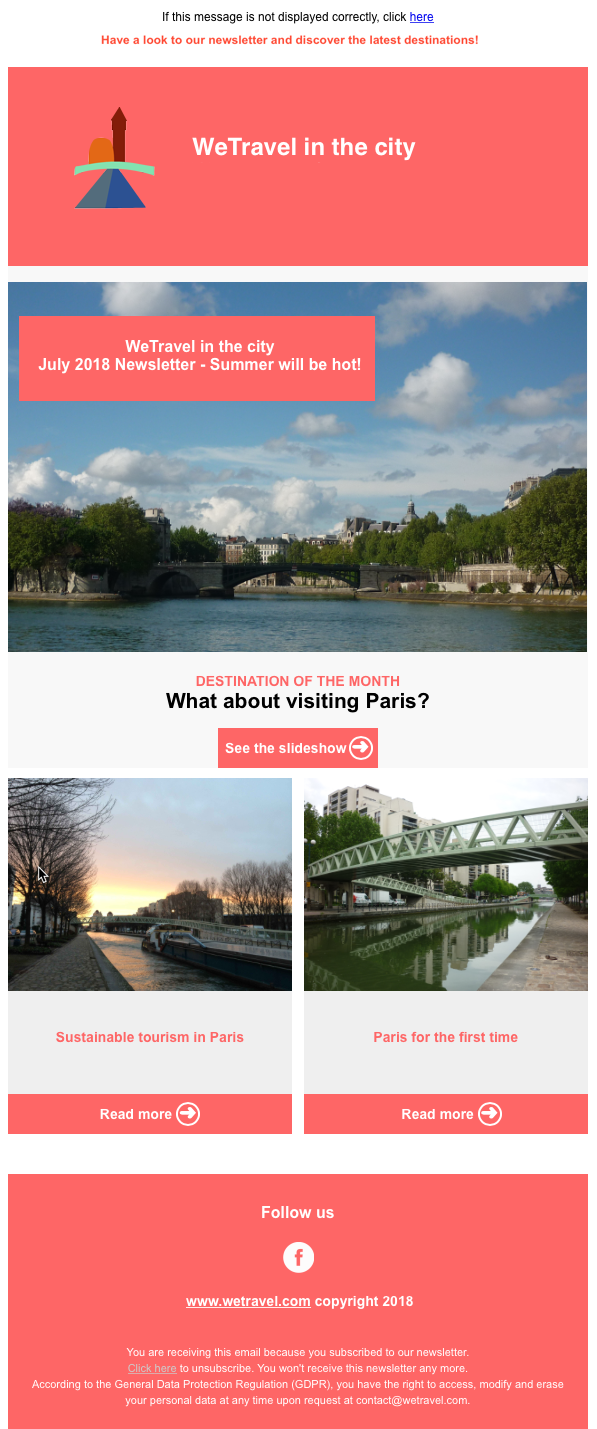 If this message is not displayed correctly, click here
Have a look to our newsletter and discover the latest destinations!
WeTravel in the city
WeTravel in the city
July 2018 Newsletter - Summer will be hot!
DESTINATION OF THE MONTH
What about visiting Paris?
See the slideshow
Sustainable tourism in Paris
Read more
Paris for the first time
Read more
Follow us
www.wetravel.com copyright 2018
You are receiving this email because you subscribed to our newsletter.
Click here to unsubscribe. You won't receive this newsletter any more.
According to the General Data Protection Regulation (GDPR), you have the right to access, modify and erase
your personal data at any time upon request at contact@wetravel.com.